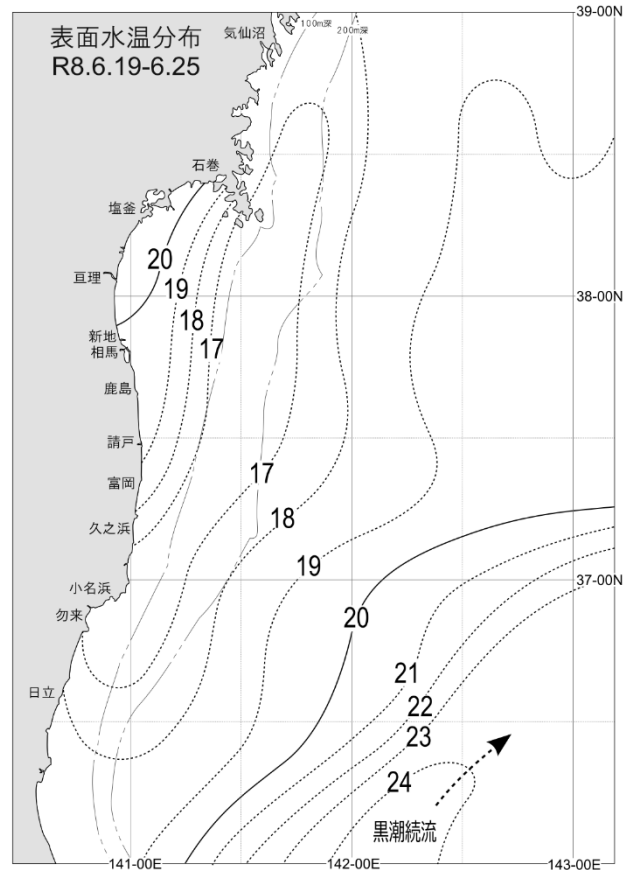 表面水温分布
R8.6.19-6.25
気仙沼
100m深
200m深
39-00N
石巻
塩釜
20
亘理
19
38-00N
18
新地
17
相馬
鹿島
請戸
17
富岡
18
久之浜
19
小名浜
37-00N
勿来
20
21
日立
22
23
24
黒潮続流
141-00E
142-00E
143-00E